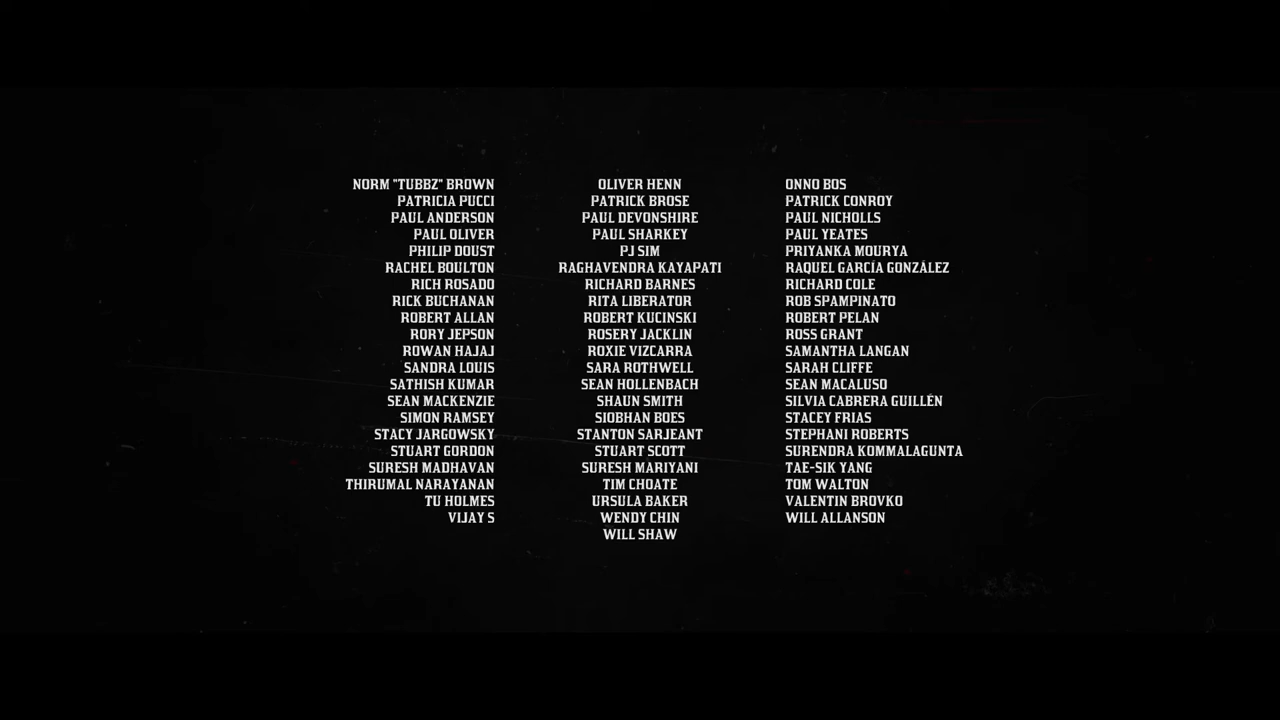 NORM "TUBBZ" BROWN OLIVER HENN ONNO BOS
PATRICIA PUCCI PATRICK BROSE PATRICK CONROY
PAUL ANDERSON PAUL DEVONSHIRE PAUL NICHOLLS
PAUL OLIVER PAUL SHARKEY PAUL YEATES
PHILIP DOUST PJ SIM PRIYANKA MOURYA
RACHEL BOULTON RAGHAVENDRA KAYAPATI RAQUEL GARCÍA GONZÁLEZ
RICH ROSADO RICHARD BARNES RICHARD COLE
RICK BUCHANAN RITA LIBERATOR ROB SPAMPINATO
ROBERT ALLAN ROBERT KUCINSKI ROBERT PELAN
RORY JEPSON ROSERY JACKLIN ROSS GRANT
ROWAN HAJAJ ROXIE VIZCARRA SAMANTHA LANGAN
SANDRA LOUIS SARA ROTHWELL SARAH CLIFFE
SATHISH KUMAR SEAN HOLLENBACH SEAN MACALUSO
SEAN MACKENZIE SHAUN SMITH SILVIA CABRERA GUILLÉN
SIMON RAMSEY SIOBHAN BOES STACEY FRIAS
STACY JARGOWSKY STANTON SARJEANT STEPHANI ROBERTS
STUART GORDON STUART SCOTT SURENDRA KOMMALAGUNTA
SURESH MADHAVAN SURESH MARIYANI TAE-SIK YANG
THIRUMAL NARAYANAN TIM CHOATE TOM WALTON
TU HOLMES URSULA BAKER VALENTIN BROVKO
VIJAY S WENDY CHIN WILL ALLANSON
WILL SHAW